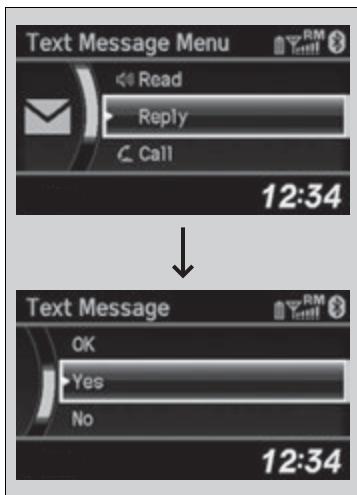 Text Message Menu RM
Read
Reply
Call
12:34
Text Message RM
OK
Yes
No
12:34